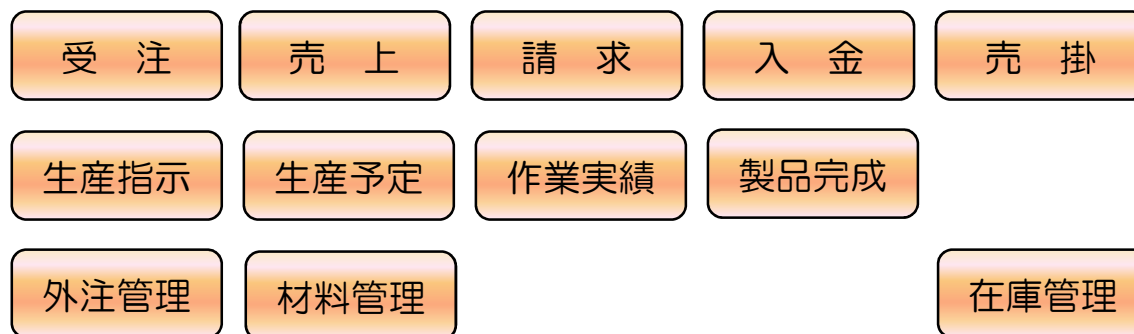 受　注　売　上　請　求　入　金　売　掛
生産指示　生産予定　作業実績　製品完成
外注管理　材料管理　在庫管理